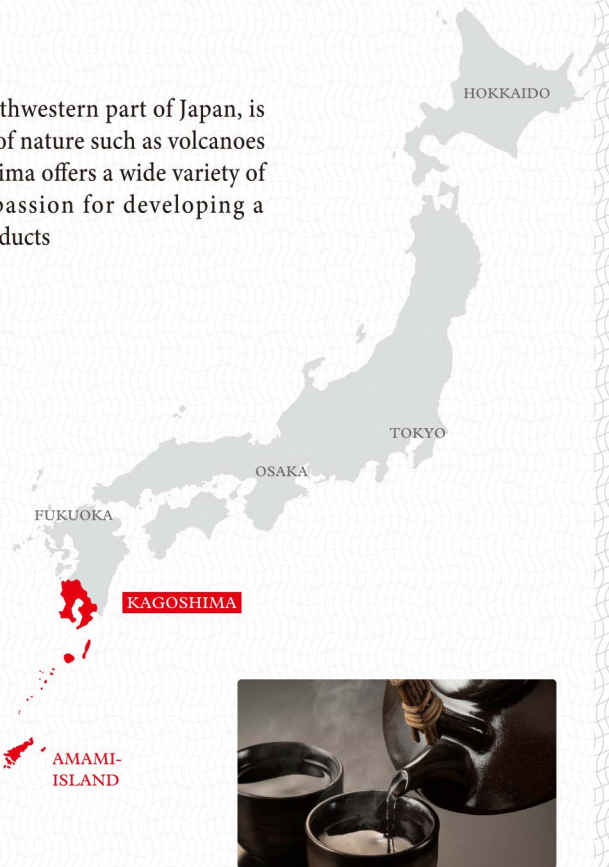 thwestern part of Japan, is
of nature such as volcanoes
ima offers a wide variety of
passion for developing a
ducts
HOKKAIDO
TOKYO
OSAKA
FUKUOKA
KAGOSHIMA
AMAMI-
ISLAND